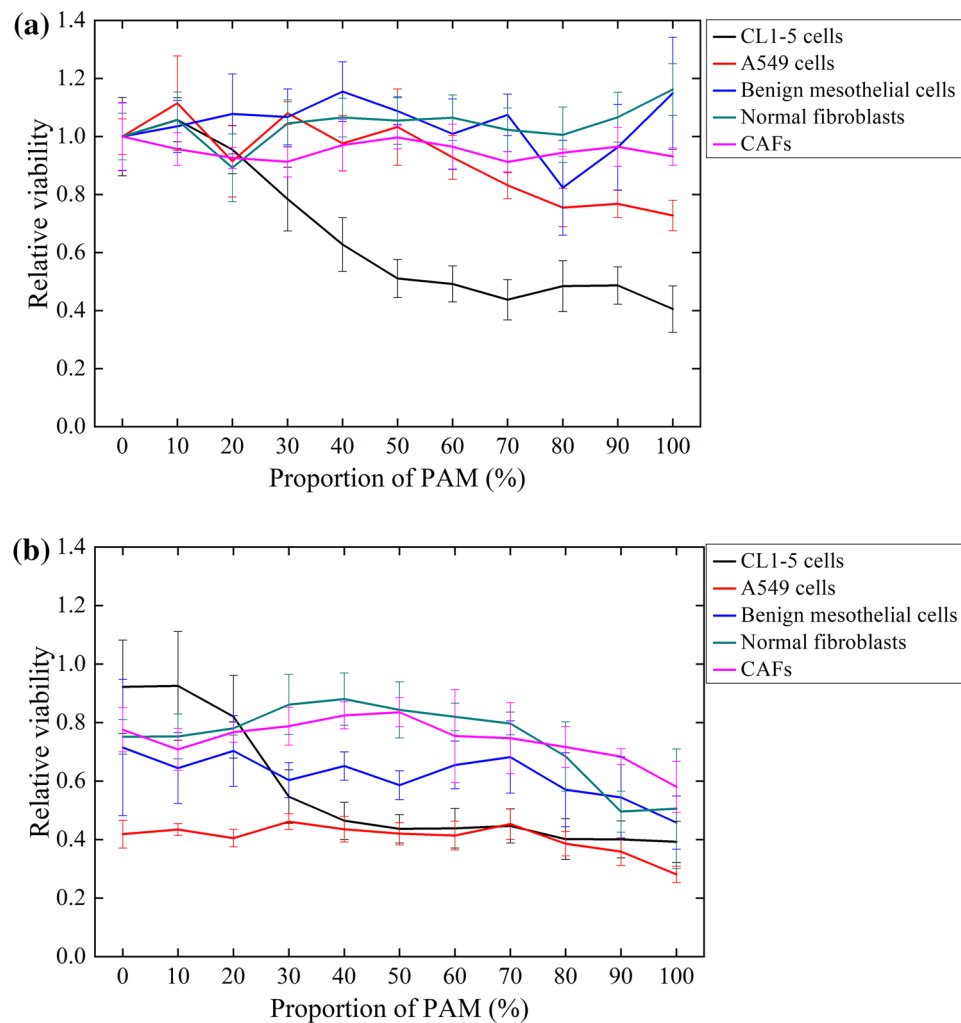 (a)
1.4
1.2
1.0
0.8
0.6
0.4
0.2
0.0
Relative viability
0 10 20 30 40 50 60 70 80 90 100
Proportion of PAM (%)
CL1-5 cells
A549 cells
Benign mesothelial cells
Normal fibroblasts
CAFs
(b)
1.4
1.2
1.0
0.8
0.6
0.4
0.2
0.0
Relative viability
0 10 20 30 40 50 60 70 80 90 100
Proportion of PAM (%)
CL1-5 cells
A549 cells
Benign mesothelial cells
Normal fibroblasts
CAFs